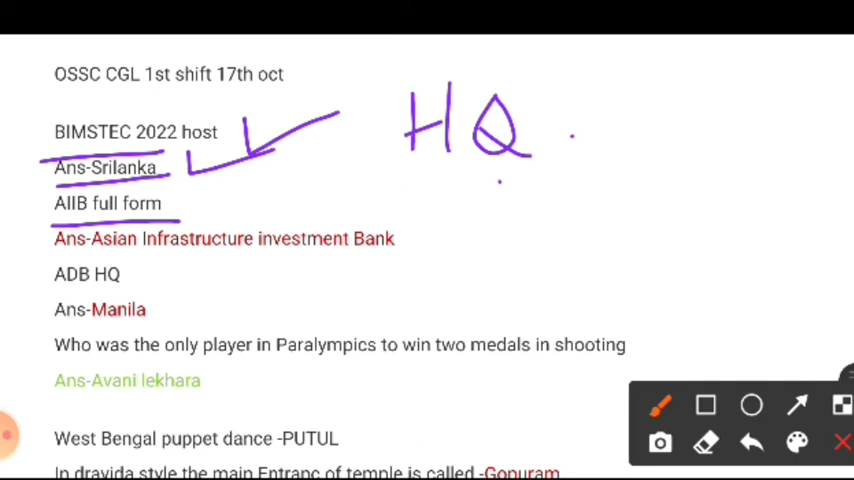 OSSC CGL 1st shift 17th oct
HQ
BIMSTEC 2022 host
Ans-Srilanka
AIIB full form
Ans-Asian Infrastructure investment Bank
ADB HQ
Ans-Manila
Who was the only player in Paralympics to win two medals in shooting
Ans-Avani lekhara
West Bengal puppet dance -PUTUL
In dravida style the main Entranc of temple is called -Gopuram